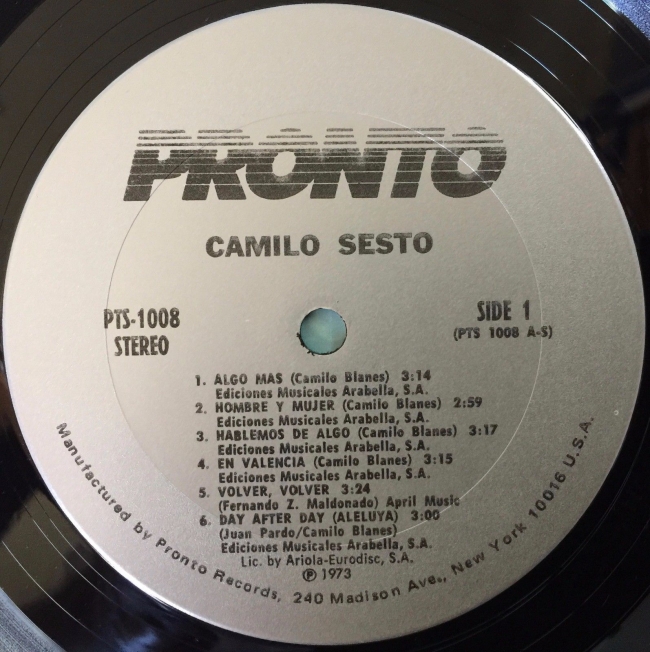 PRONTO
CAMILO SESTO
PTS-1008
STEREO
SIDE 1
(PTS 1008 A-S)
1. ALGO MAS (Camilo Blanes) 3:14
Ediciones Musicales Arabella, S.A.
2. HOMBRE Y MUJER (Camilo Blanes) 2:59
Ediciones Musicales Arabella, S.A.
3. HABLEMOS DE ALGO (Camilo Blanes) 3:17
Ediciones Musicales Arabella, S.A.
4. EN VALENCIA (Camilo Blanes) 3:15
Ediciones Musicales Arabella, S.A.
5. VOLVER, VOLVER 3:24
(Fernando Z. Maldonado) April Music
6. DAY AFTER DAY (ALELUYA) 3:00
(Juan Pardo/Camilo Blanes)
Ediciones Musicales Arabella, S.A.
Lic. by Ariola-Eurodisc, S.A.
℗ 1973
Manufactured by Pronto Records, 240 Madison Ave., New York 10016 U.S.A.